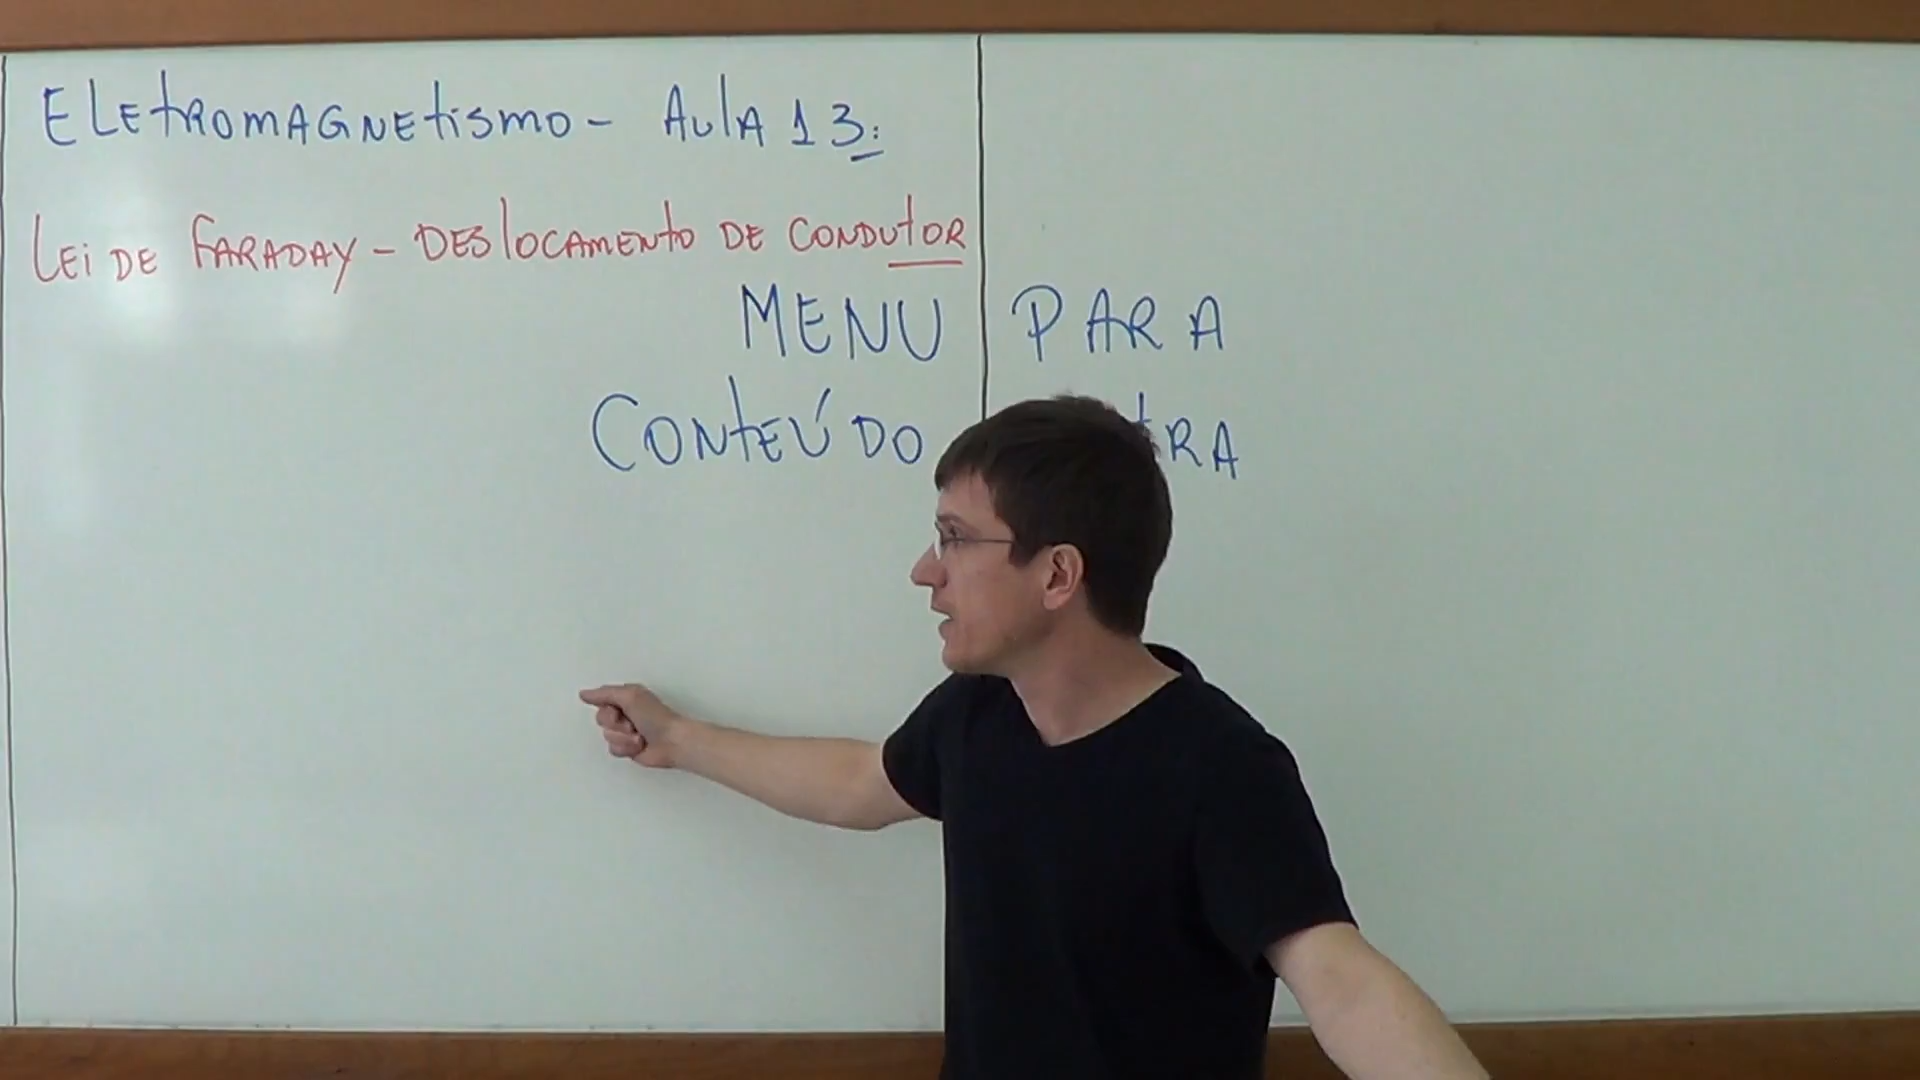 ELETROMAGNETISMO - AULA 13:
LEI DE FARADAY - DESLOCAMENTO DE CONDUTOR
MENU PARA
CONTEÚDO